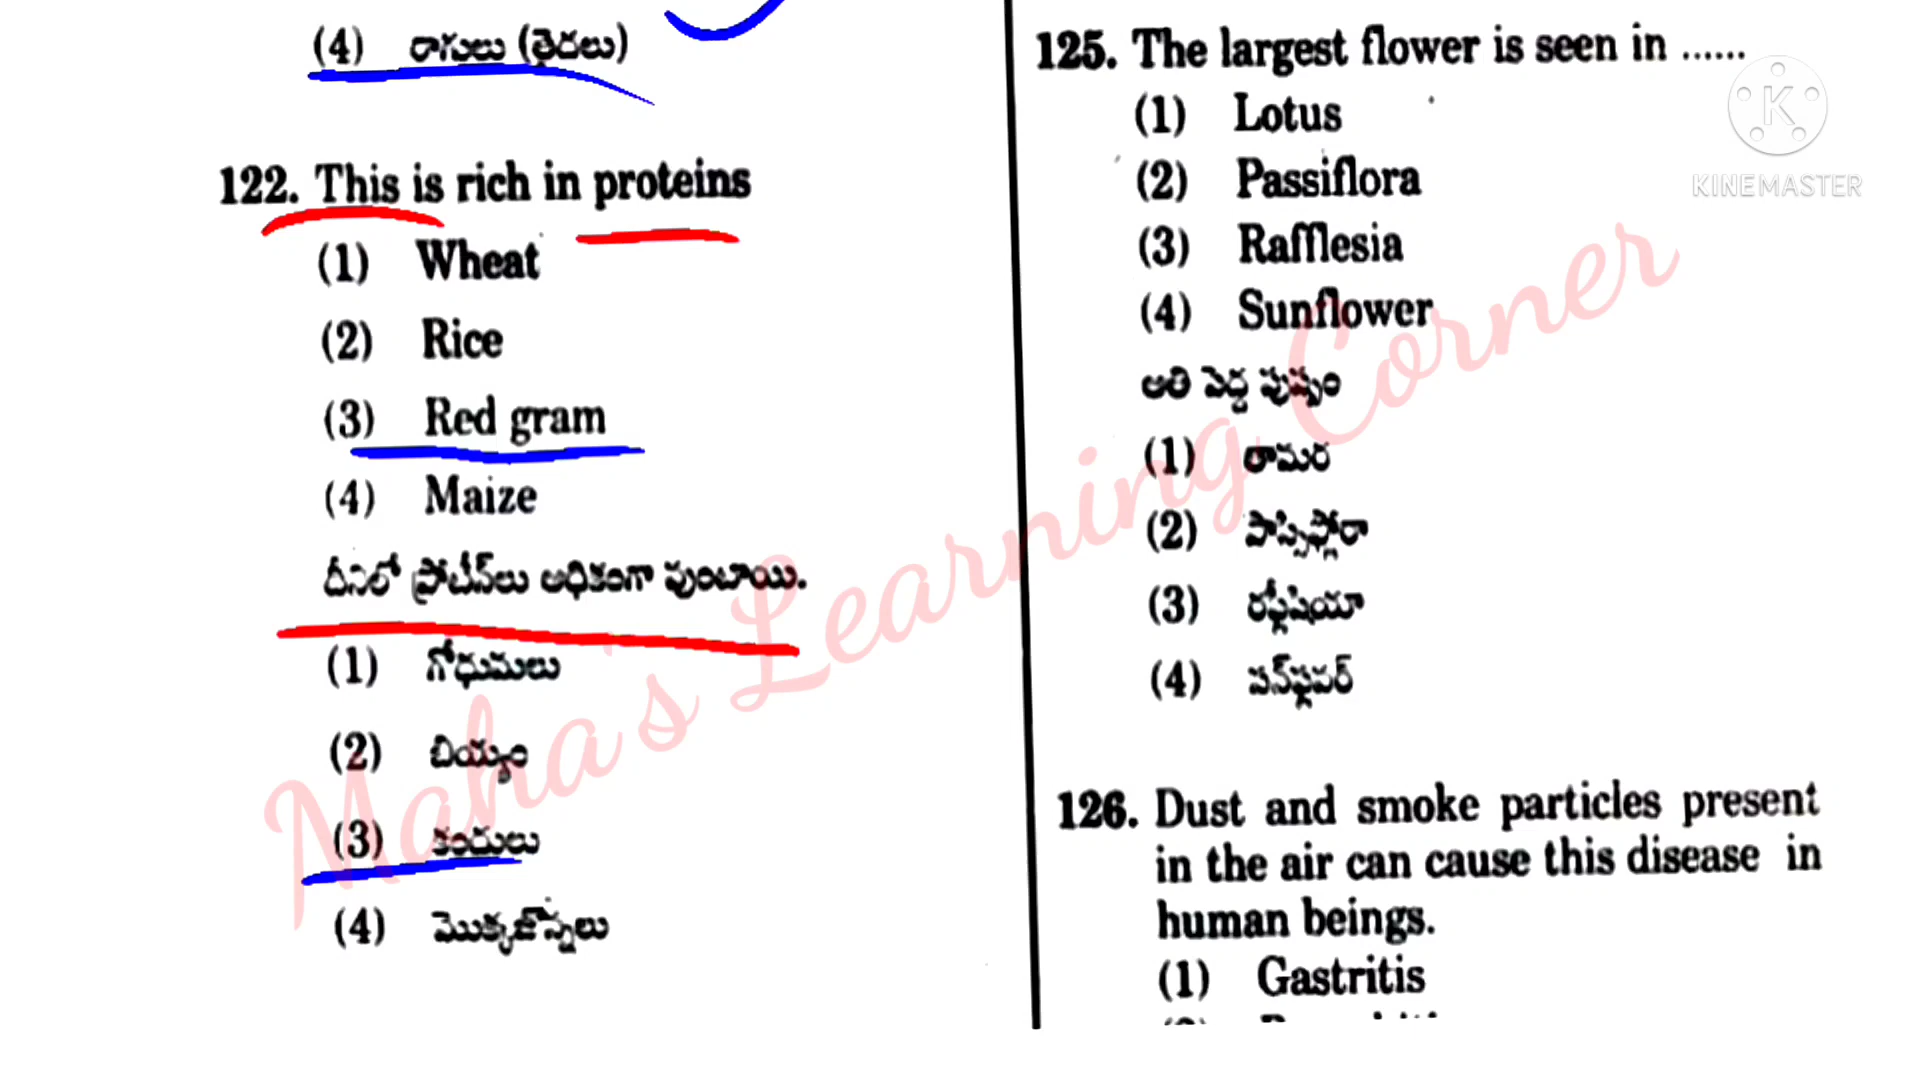 (4) రాగులు (తైదలు)
122. This is rich in proteins
(1) Wheat
(2) Rice
(3) Red gram
(4) Maize
దీనిలో ప్రోటీన్‌లు అధికంగా వుంటాయి.
(1) గోధుమలు
(2) బియ్యం
(3) కందులు
(4) మొక్కజొన్నలు
125. The largest flower is seen in ......
(1) Lotus
(2) Passiflora
(3) Rafflesia
(4) Sunflower
అతి పెద్ద పుష్పం
(1) తామర
(2) పాస్సిఫ్లోరా
(3) రఫ్లీషియా
(4) సన్‌ఫ్లవర్
126. Dust and smoke particles present
in the air can cause this disease in
human beings.
(1) Gastritis
Maha's Learning Corner
K
KINEMASTER